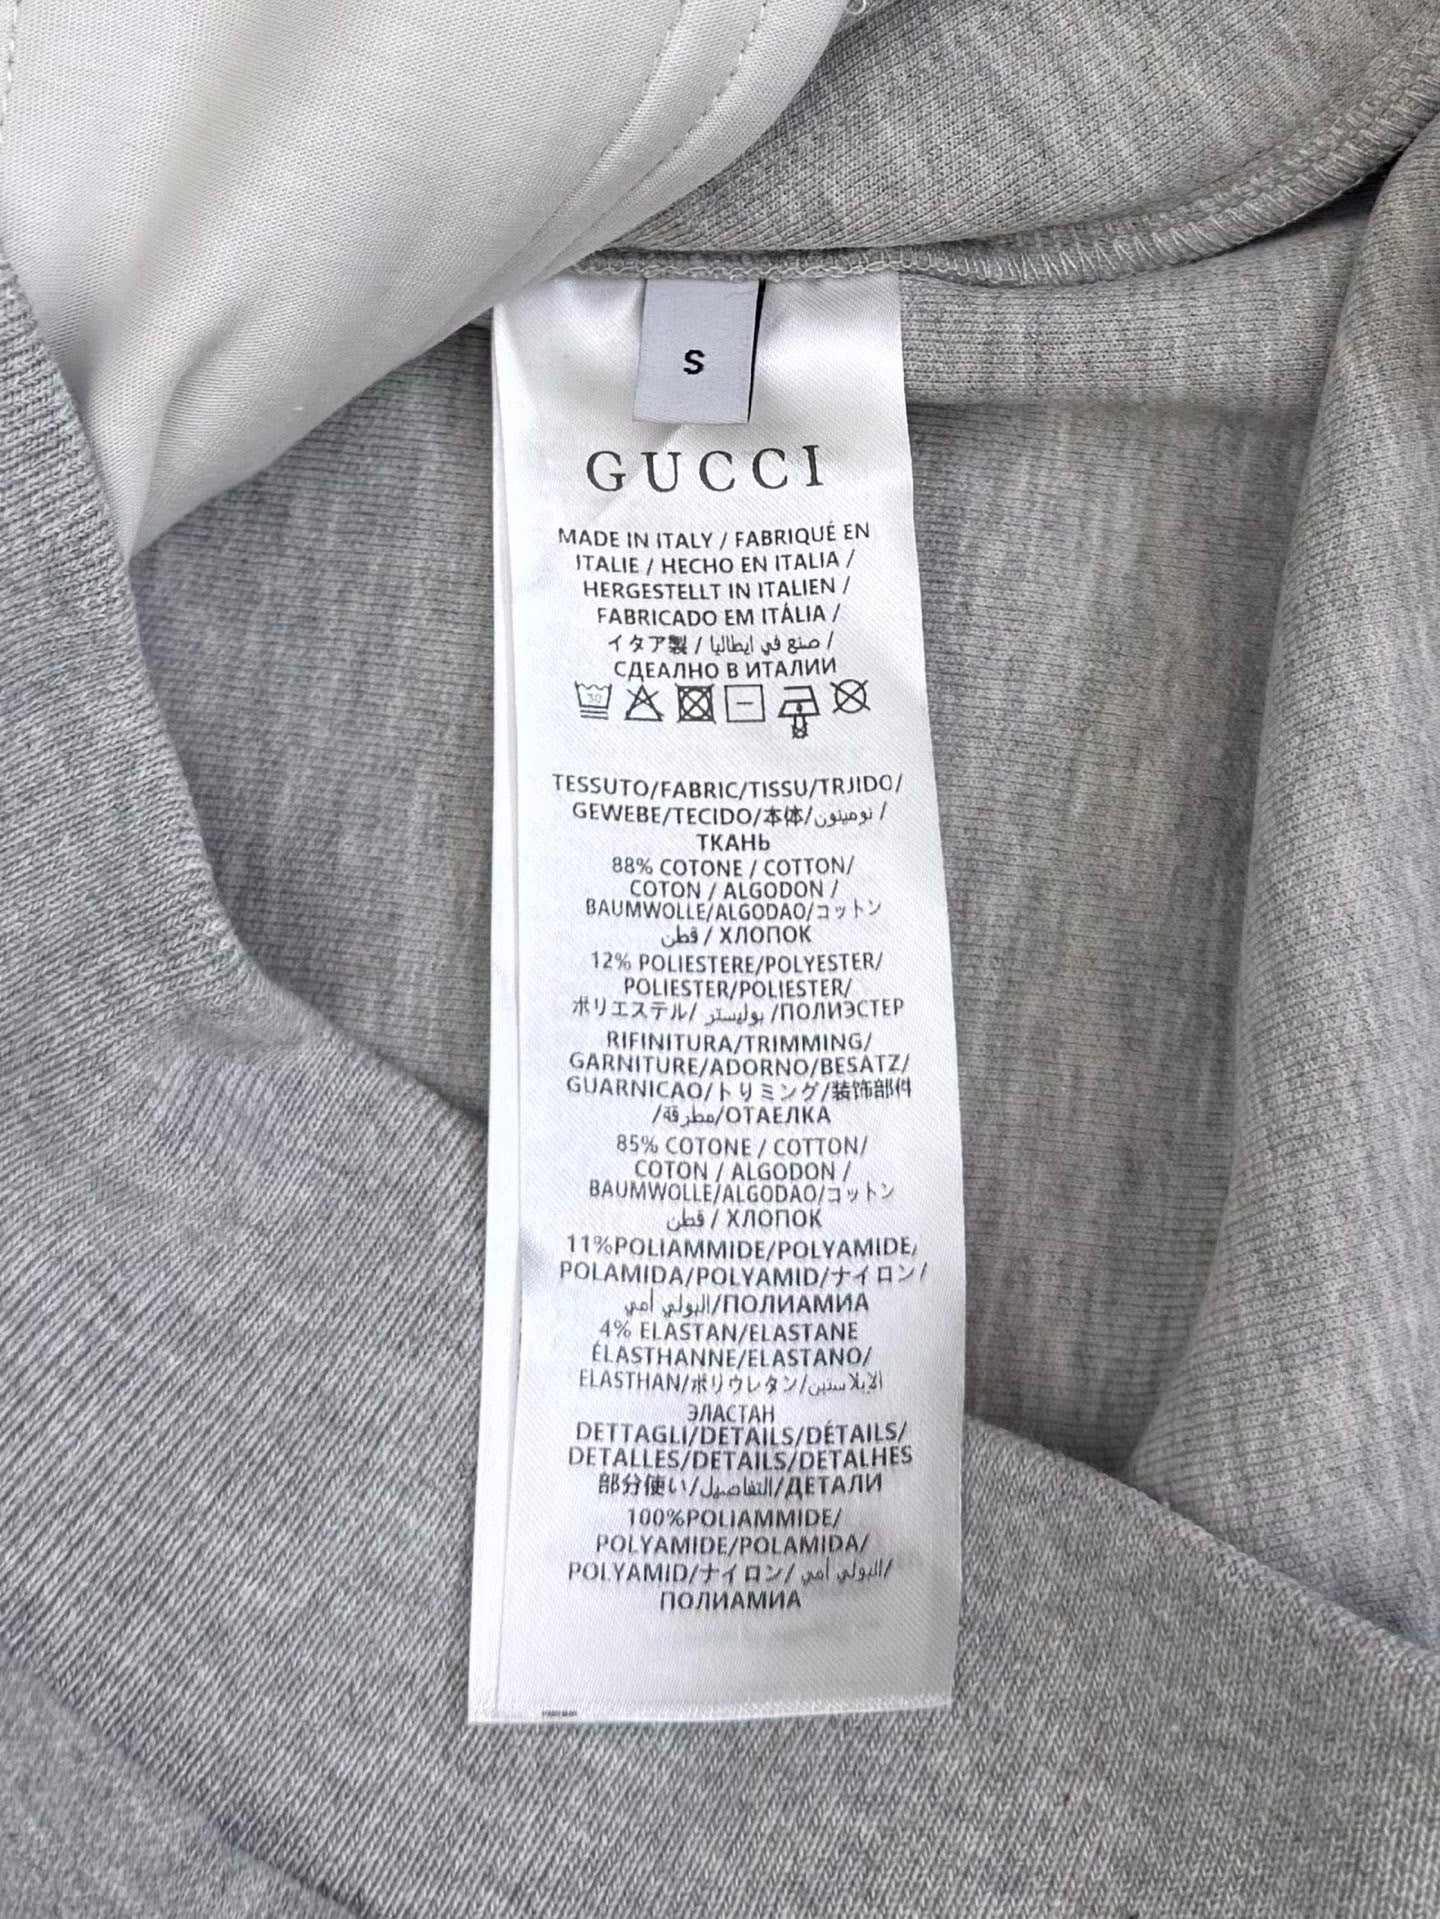 S
GUCCI
MADE IN ITALY / FABRIQUÉ EN
ITALIE / HECHO EN ITALIA /
HERGESTELLT IN ITALIEN /
FABRICADO EM ITÁLIA /
イタア製 / صنع في ايطاليا /
СДЕАЛНО В ИТАЛИИ
30
TESSUTO/FABRIC/TISSU/TRJIDO/
GEWEBE/TECIDO/本体/نومينون /
ТКАНЬ
88% COTONE / COTTON/
COTON / ALGODON /
BAUMWOLLE/ALGODAO/コットン
قطن / ХЛОПОК
12% POLIESTERE/POLYESTER/
POLIESTER/POLIESTER/
ポリエステル/ بوليستر /ПОЛИЭСТЕР
RIFINITURA/TRIMMING/
GARNITURE/ADORNO/BESATZ/
GUARNICAO/トリミング/装饰部件
/مطرقة/ОТАЕЛКА
85% COTONE / COTTON/
COTON / ALGODON /
BAUMWOLLE/ALGODAO/コットン
قطن / ХЛОПОК
11%POLIAMMIDE/POLYAMIDE,
POLAMIDA/POLYAMID/ナイロン/
البولي أمي/ПОЛИАМИА
4% ELASTAN/ELASTANE
ÉLASTHANNE/ELASTANO/
ELASTHAN/ポリウレタン/الإيلاستين
ЭЛАСТАН
DETTAGLI/DETAILS/DÉTAILS/
DETALLES/DETAILS/DETALHES
部分使い/التفاصيل/ДЕТАЛИ
100%POLIAMMIDE/
POLYAMIDE/POLAMIDA/
POLYAMID/ナイロン/ البولي أمي/
ПОЛИАМИА